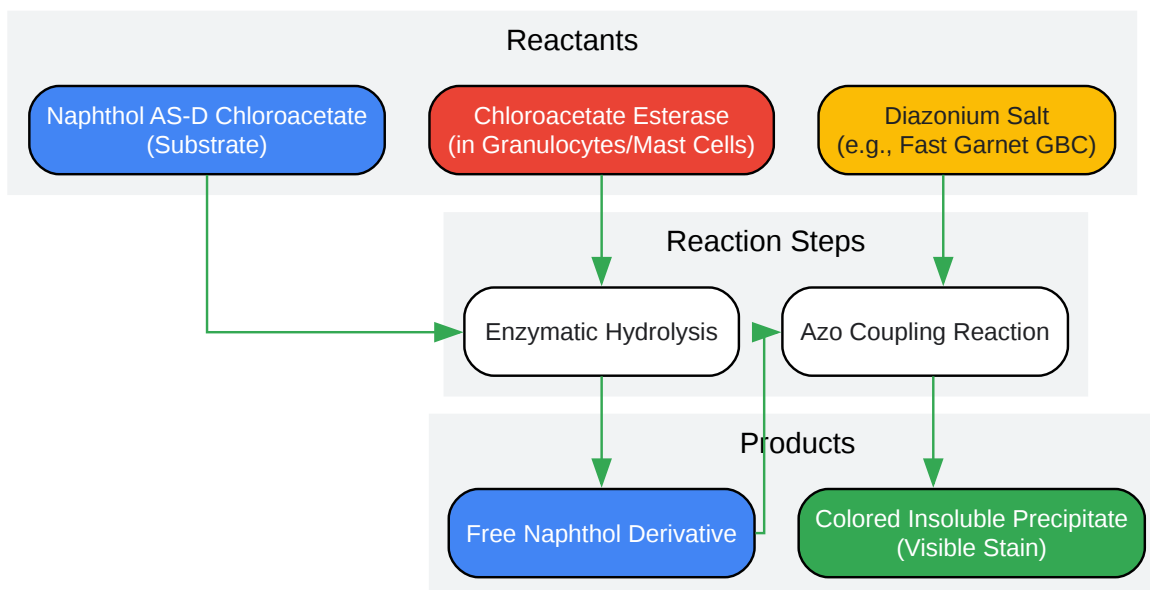 Reactants
Naphthol AS-D Chloroacetate
(Substrate)
Chloroacetate Esterase
(in Granulocytes/Mast Cells)
Diazonium Salt
(e.g., Fast Garnet GBC)
Reaction Steps
Enzymatic Hydrolysis
Azo Coupling Reaction
Products
Free Naphthol Derivative
Colored Insoluble Precipitate
(Visible Stain)